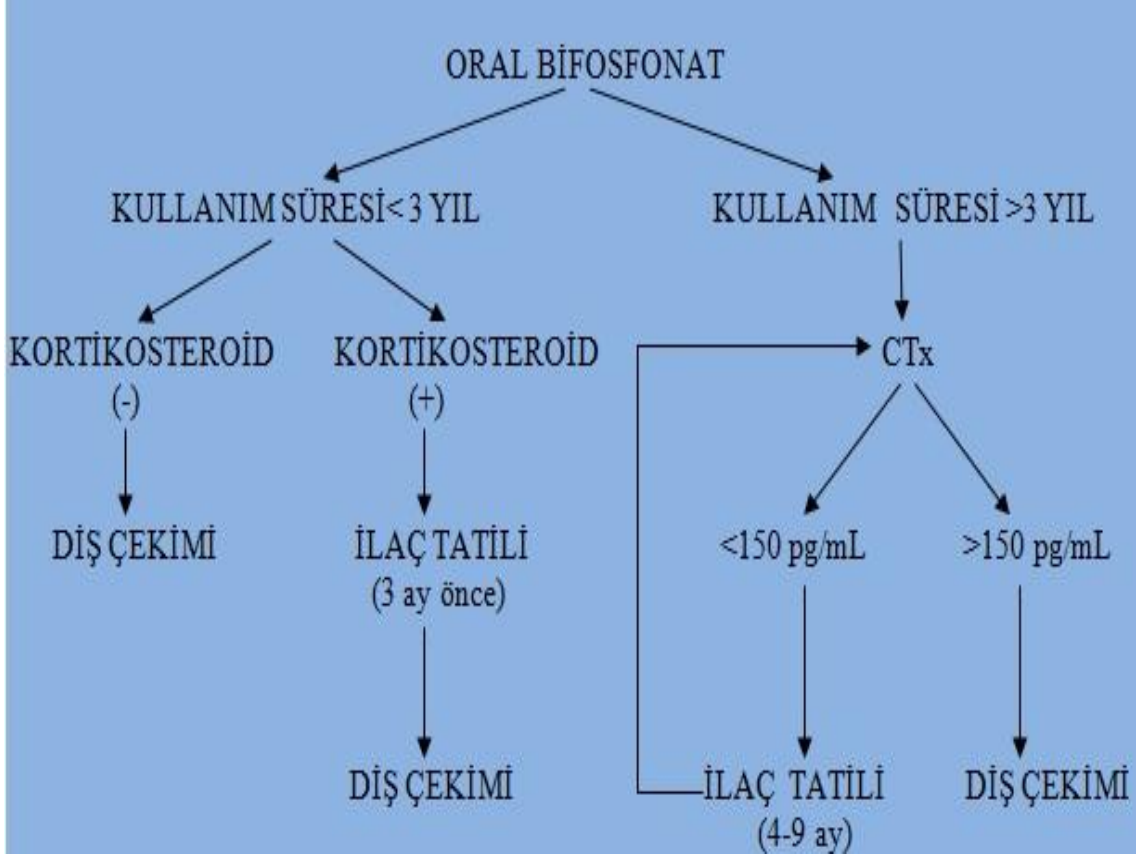 ORAL BİFOSFONAT
KULLANIM SÜRESİ< 3 YIL
KULLANIM SÜRESİ >3 YIL
KORTİKOSTEROİD
(-)
KORTİKOSTEROİD
(+)
CTx
DİŞ ÇEKİMİ
İLAÇ TATİLİ
(3 ay önce)
<150 pg/mL
>150 pg/mL
DİŞ ÇEKİMİ
İLAÇ TATİLİ
(4-9 ay)
DİŞ ÇEKİMİ